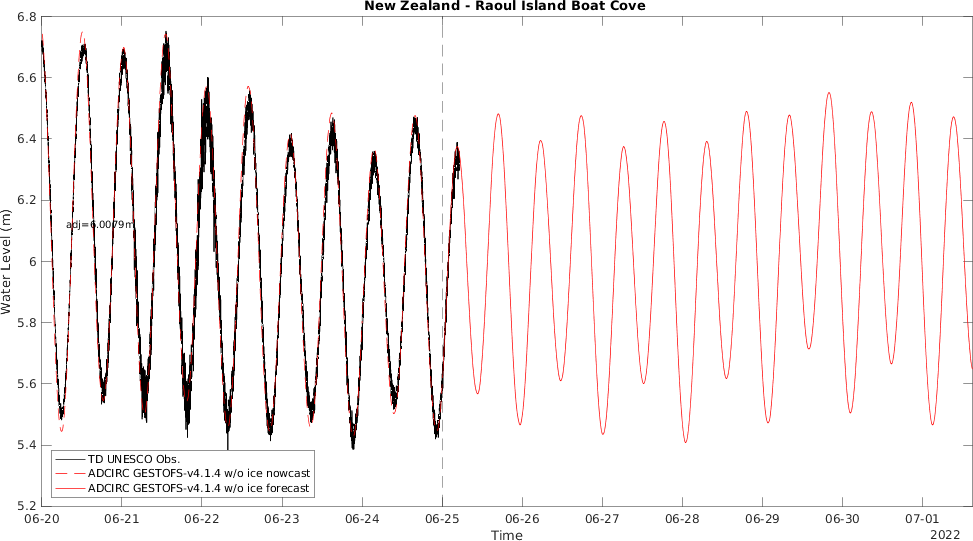 New Zealand - Raoul Island Boat Cove
6.8
6.6
6.4
6.2
6
5.8
5.6
5.4
5.2
Water Level (m)
adj=6.0079m
TD UNESCO Obs.
ADCIRC GESTOFS-v4.1.4 w/o ice nowcast
ADCIRC GESTOFS-v4.1.4 w/o ice forecast
06-20 06-21 06-22 06-23 06-24 06-25 06-26 06-27 06-28 06-29 06-30 07-01
2022
Time